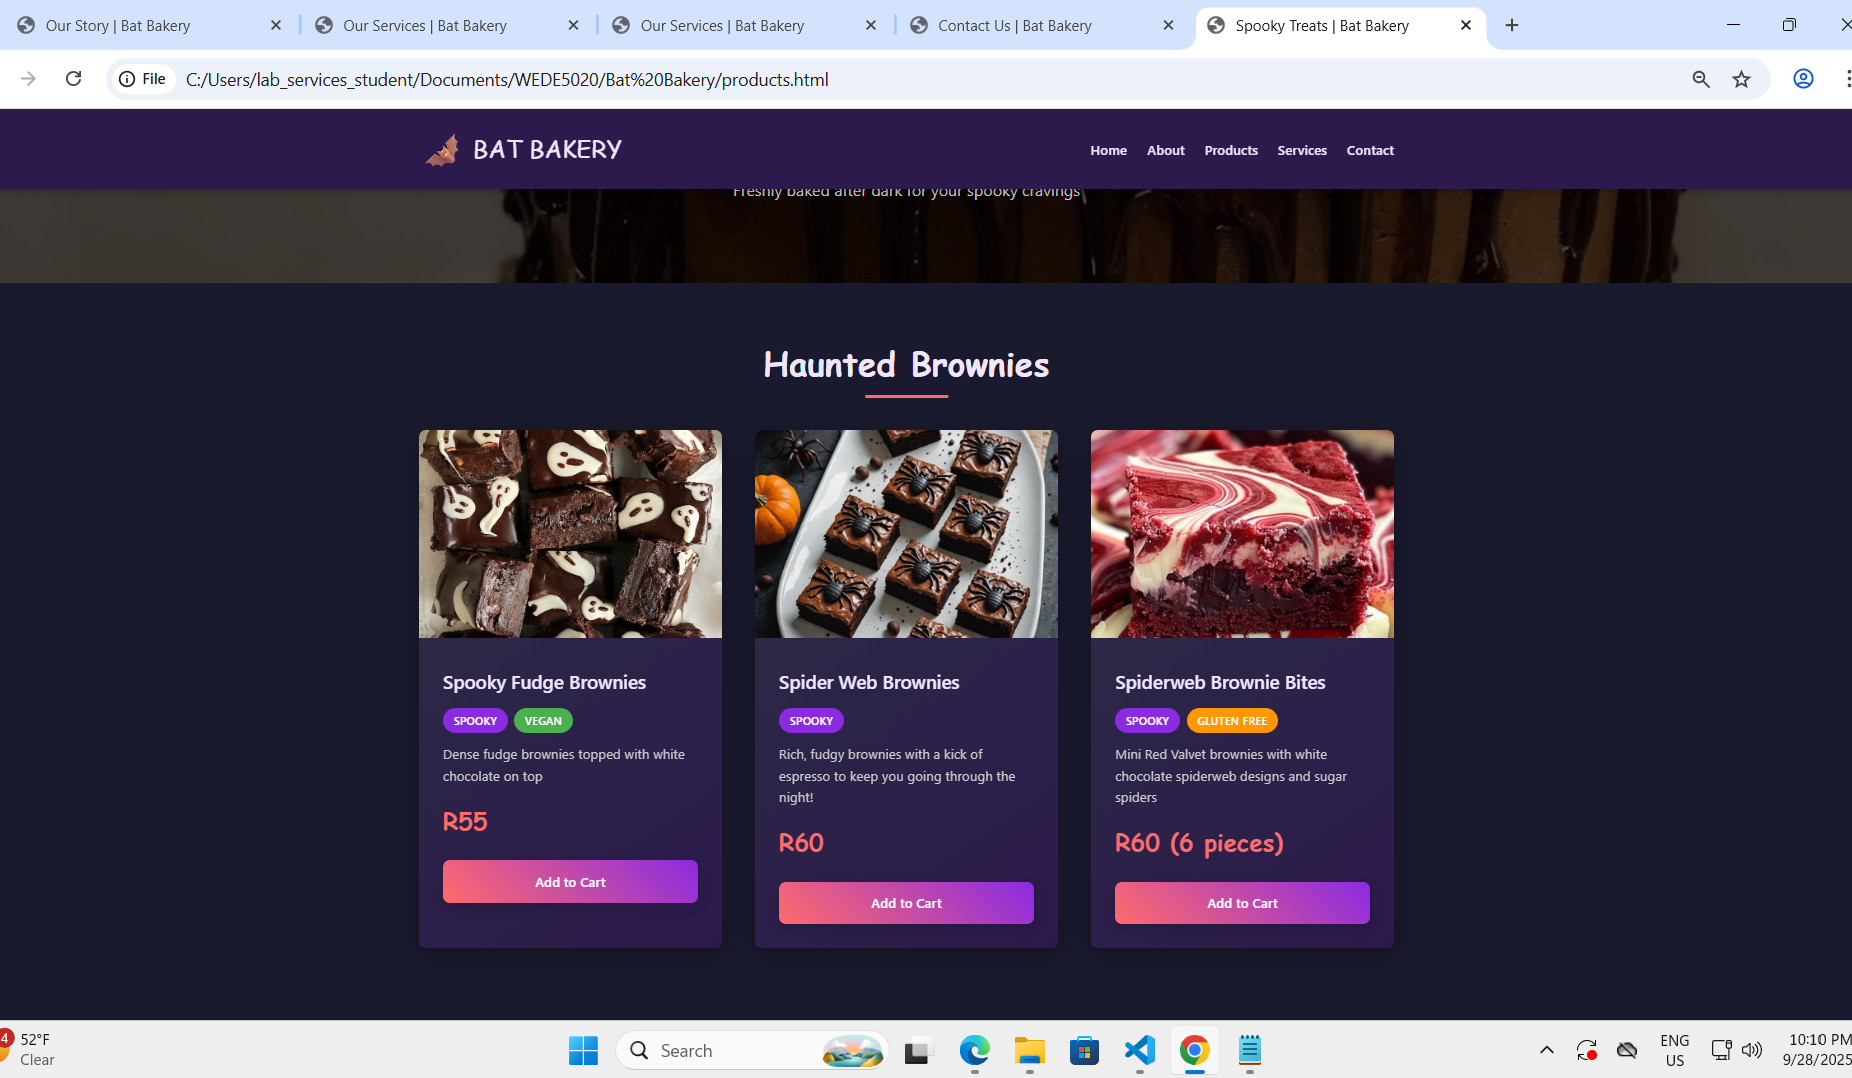 Our Story | Bat Bakery
Our Services | Bat Bakery
Our Services | Bat Bakery
Contact Us | Bat Bakery
Spooky Treats | Bat Bakery
File
C:/Users/lab_services_student/Documents/WEDE5020/Bat%20Bakery/products.html
BAT BAKERY
Home
About
Products
Services
Contact
Freshly baked after dark for your spooky cravings
Haunted Brownies
Spooky Fudge Brownies
SPOOKY
VEGAN
Dense fudge brownies topped with white
chocolate on top
R55
Add to Cart
Spider Web Brownies
SPOOKY
Rich, fudgy brownies with a kick of
espresso to keep you going through the
night!
R60
Add to Cart
Spiderweb Brownie Bites
SPOOKY
GLUTEN FREE
Mini Red Valvet brownies with white
chocolate spiderweb designs and sugar
spiders
R60 (6 pieces)
Add to Cart
4
52°F
Clear
Search
ENG
US
10:10 PM
9/28/2025